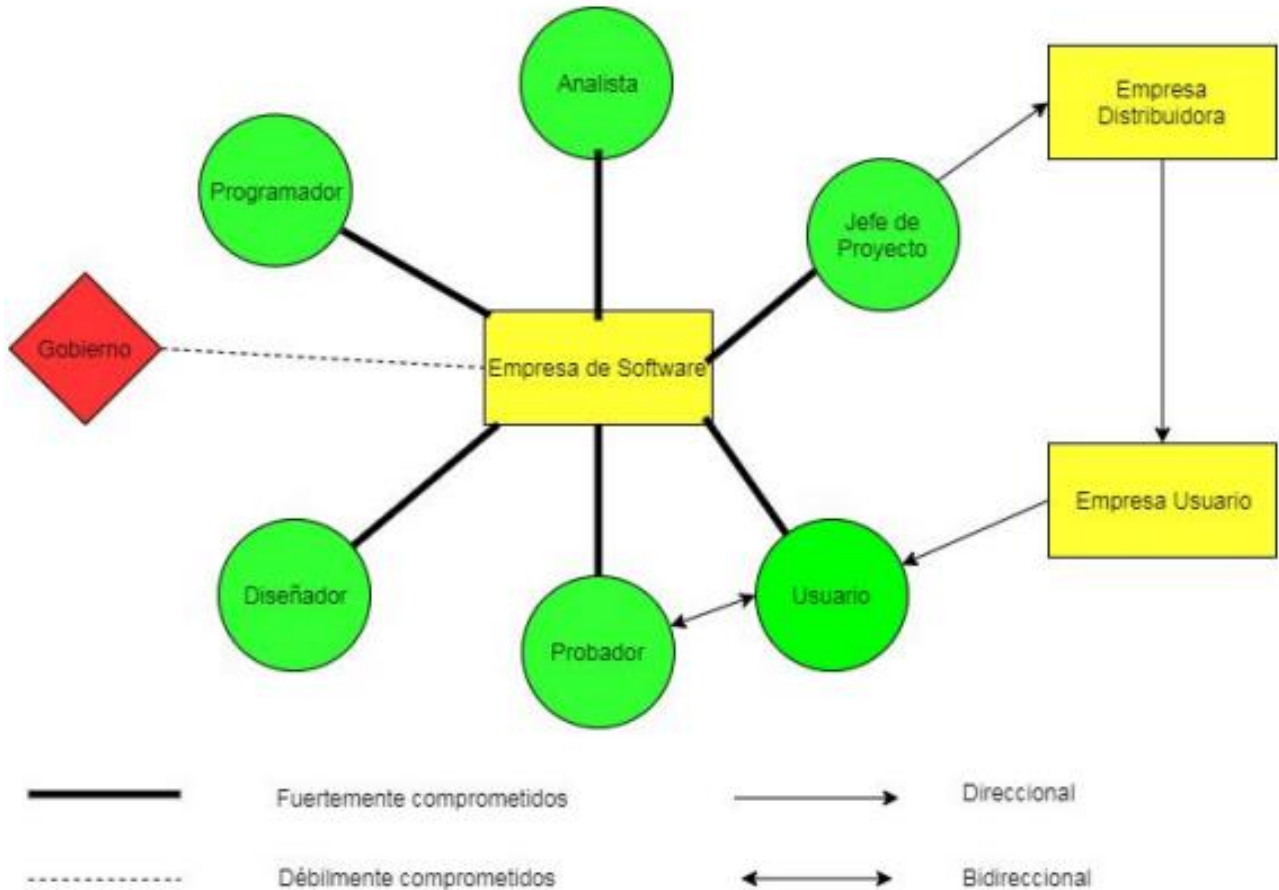 Analista
Empresa
Distribuidora
Programador
Jefe de
Proyecto
Gobierno
Empresa de Software
Empresa Usuario
Diseñador
Usuario
Probador
Fuertemente comprometidos
Direccional
Débilmente comprometidos
Bidireccional